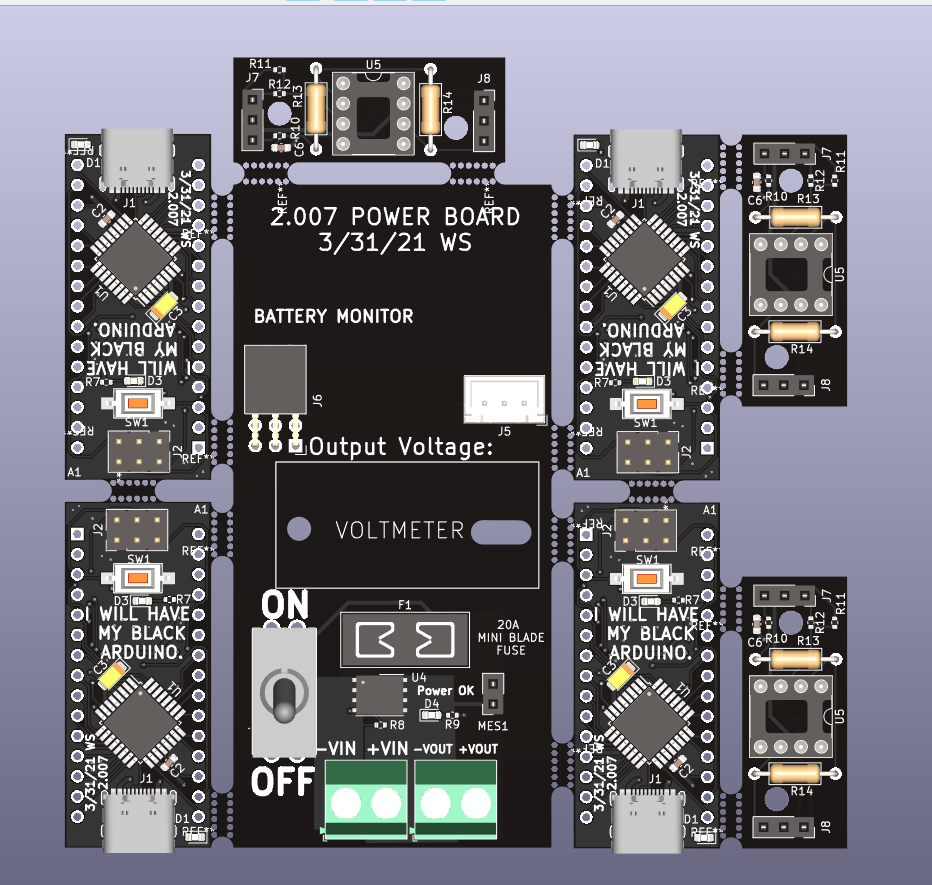 R11
J7
R12
R13
R10
C6
U5
R14
J8
REF**
REF**
2.007 POWER BOARD
3/31/21 WS
BATTERY MONITOR
J6
J5
Output Voltage:
VOLTMETER
ON
OFF
F1
20A
MINI BLADE
FUSE
U4
Power OK
D4
R8
R9
MES1
-VIN +VIN -VOUT +VOUT
D1
J1
3/31/21 WS
2.007
C2
U1
C3
I WILL HAVE
MY BLACK
ARDUINO.
R7
D3
SW1
J2
REF**
A1
A1
J2
REF**
SW1
D3
R7
I WILL HAVE
MY BLACK
ARDUINO.
C3
U1
3/31/21 WS
2.007
C2
J1
D1
REF**
D1
J1
3/31/21 WS
2.007
C2
U1
C3
I WILL HAVE
MY BLACK
ARDUINO.
R7
D3
REF**
SW1
J2
A1
J2
REF**
SW1
D3
R7
I WILL HAVE
MY BLACK
ARDUINO.
REF**
C3
U1
3/31/21 WS
2.007
C2
J1
D1
REF**
J7
R11
R12
C6
R10
R13
U5
R14
J8
J7
R11
R12
C6
R10
R13
U5
R14
J8